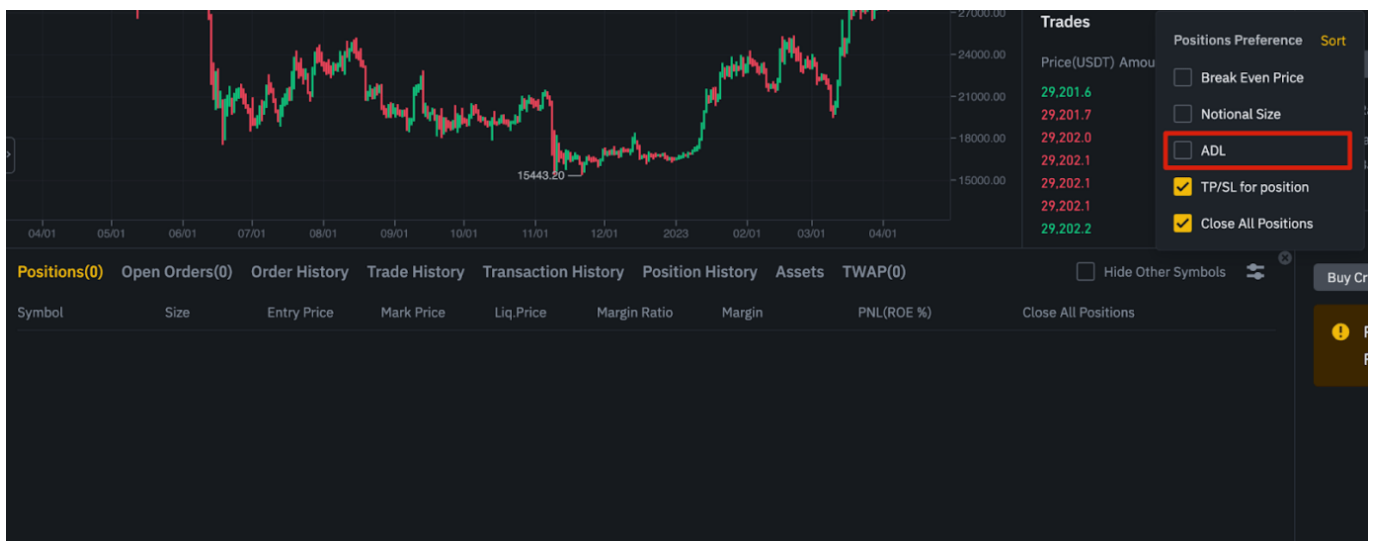 27000.00
24000.00
21000.00
18000.00
15000.00
15443.20
04/01 05/01 06/01 07/01 08/01 09/01 10/01 11/01 12/01 2023 02/01 03/01 04/01
Trades
Price(USDT)
29,201.6
29,201.7
29,202.0
29,202.1
29,202.1
29,202.1
29,202.2
Positions Preference Sort
Break Even Price
Notional Size
ADL
TP/SL for position
Close All Positions
Positions(0) Open Orders(0) Order History Trade History Transaction History Position History Assets TWAP(0) Hide Other Symbols
Symbol Size Entry Price Mark Price Liq.Price Margin Ratio Margin PNL(ROE %) Close All Positions
Buy